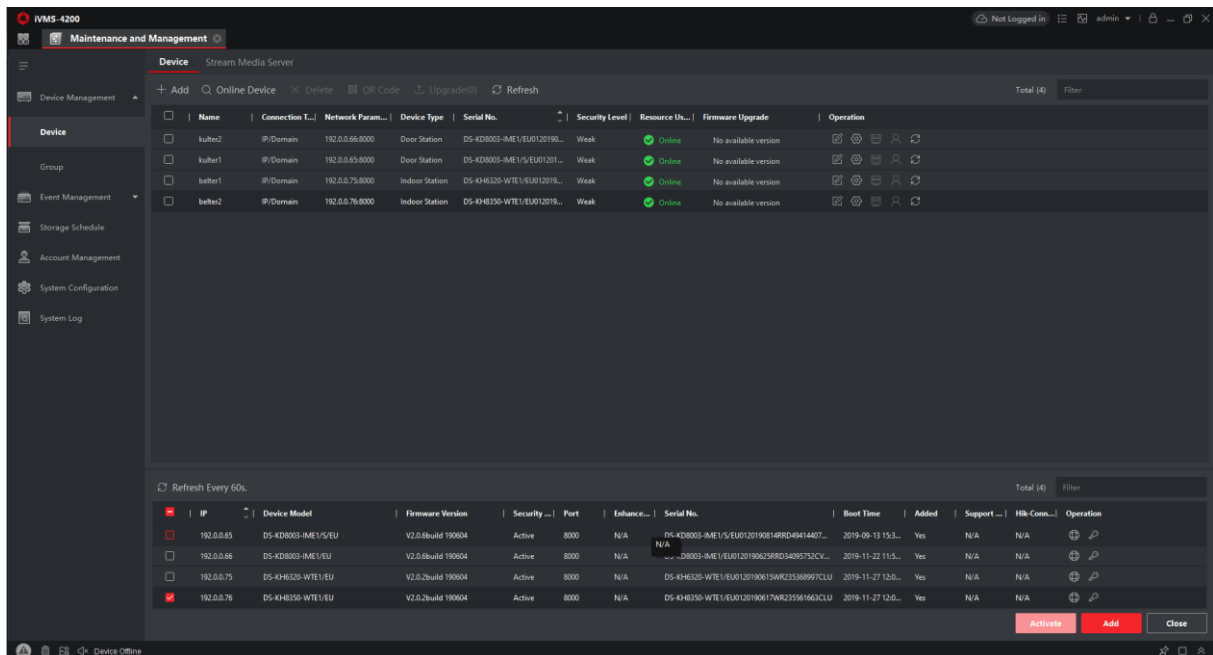 iVMS-4200 Not Logged in admin
Maintenance and Management
Device Stream Media Server
Add Online Device Delete QR Code Upgrade(0) Refresh Total (4) Filter
Device Management
Device
Group
Event Management
Storage Schedule
Account Management
System Configuration
System Log
Name Connection T... Network Param... Device Type Serial No. Security Level Resource Us... Firmware Upgrade Operation
kulter2 IP/Domain 192.0.0.66:8000 Door Station DS-KD8003-IME1/EU0120190... Weak Online No available version
kulter1 IP/Domain 192.0.0.65:8000 Door Station DS-KD8003-IME1/S/EU01201... Weak Online No available version
belter1 IP/Domain 192.0.0.75:8000 Indoor Station DS-KH6320-WTE1/EU012019... Weak Online No available version
belter2 IP/Domain 192.0.0.76:8000 Indoor Station DS-KH8350-WTE1/EU012019... Weak Online No available version
Refresh Every 60s. Total (4) Filter
IP Device Model Firmware Version Security ... Port Enhance... Serial No. Boot Time Added Support ... Hik-Conn... Operation
192.0.0.65 DS-KD8003-IME1/S/EU V2.0.6build 190604 Active 8000 N/A DS-KD8003-IME1/S/EU0120190814RRD49414407... 2019-09-13 15:3... Yes N/A N/A
N/A
192.0.0.66 DS-KD8003-IME1/EU V2.0.6build 190604 Active 8000 N/A DS-KD8003-IME1/EU0120190625RRD34095752CV... 2019-11-22 11:5... Yes N/A N/A
192.0.0.75 DS-KH6320-WTE1/EU V2.0.2build 190604 Active 8000 N/A DS-KH6320-WTE1/EU0120190615WR235368997CLU 2019-11-27 12:0... Yes N/A N/A
192.0.0.76 DS-KH8350-WTE1/EU V2.0.2build 190604 Active 8000 N/A DS-KH8350-WTE1/EU0120190617WR235561663CLU 2019-11-27 12:0... Yes N/A N/A
Activate Add Close
Device Offline